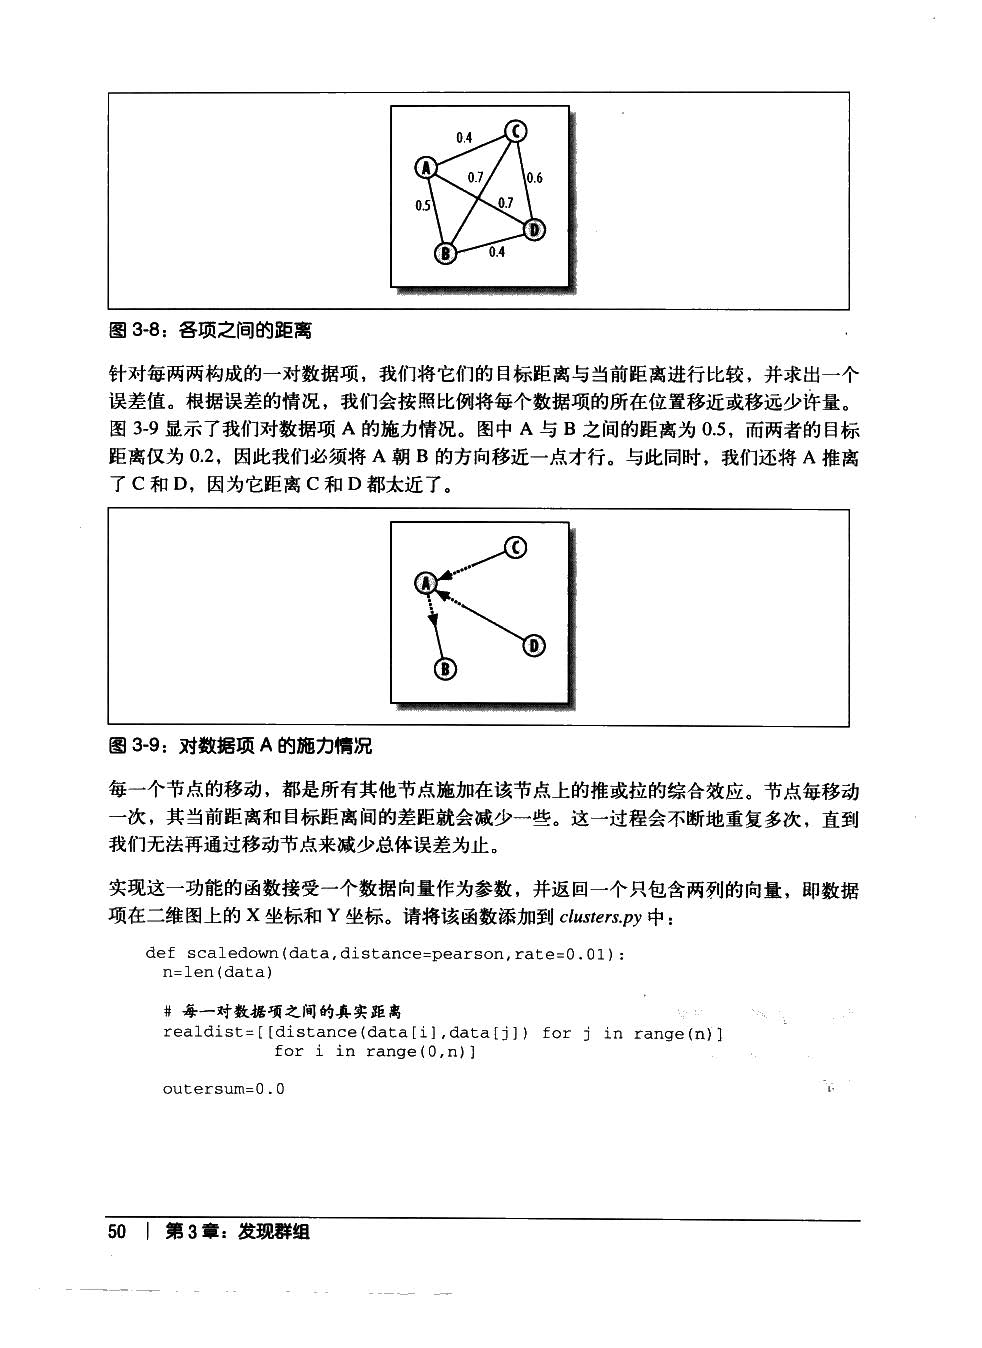 C
0.4
A
0.7
0.6
0.5
0.7
D
B
0.4
图 3-8：各项之间的距离
针对每两两构成的一对数据项，我们将它们的目标距离与当前距离进行比较，并求出一个
误差值。根据误差的情况，我们会按照比例将每个数据项的所在位置移近或移远少许量。
图 3-9 显示了我们对数据项 A 的施力情况。图中 A 与 B 之间的距离为 0.5，而两者的目标
距离仅为 0.2，因此我们必须将 A 朝 B 的方向移近一点才行。与此同时，我们还将 A 推离
了 C 和 D，因为它距离 C 和 D 都太近了。
C
A
D
B
图 3-9：对数据项 A 的施力情况
每一个节点的移动，都是所有其他节点施加在该节点上的推或拉的综合效应。节点每移动
一次，其当前距离和目标距离间的差距就会减少一些。这一过程会不断地重复多次，直到
我们无法再通过移动节点来减少总体误差为止。
实现这一功能的函数接受一个数据向量作为参数，并返回一个只包含两列的向量，即数据
项在二维图上的 X 坐标和 Y 坐标。请将该函数添加到 clusters.py 中：
def scaledown(data,distance=pearson,rate=0.01):
n=len(data)
# 每一对数据项之间的真实距离
realdist=[[distance(data[i],data[j]) for j in range(n)]
for i in range(0,n)]
outersum=0.0
50 | 第 3 章：发现群组